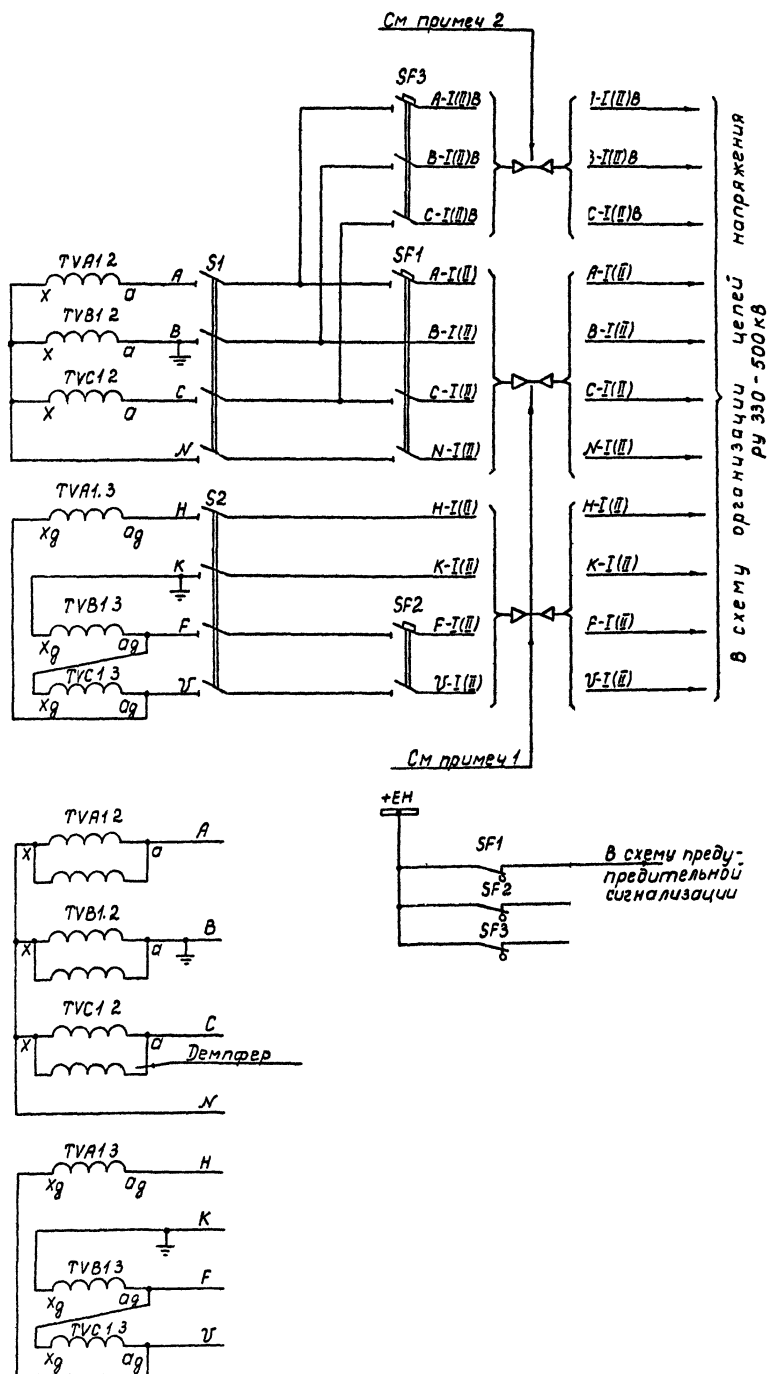 См примеч 2
SF3
A-I(II)B
B-I(II)B
C-I(II)B
I-I(II)B
3-I(II)B
C-I(II)B
TVA1 2
x
a
A
S1
SF1
A-I(II)
A-I(II)
TVB1 2
x
a
B
B-I(II)
B-I(II)
TVC1 2
x
a
C
C-I(II)
C-I(II)
N
N-I(II)
N-I(II)
TVA1.3
xд
aд
H
S2
H-I(II)
H-I(II)
K
K-I(II)
K-I(II)
TVB1 3
xд
aд
F
SF2
F-I(II)
F-I(II)
TVC1 3
xд
aд
U
U-I(II)
U-I(II)
В схему организации цепей напряжения
РУ 330 - 500 кВ
См примеч 1
+EH
SF1
SF2
SF3
В схему преду-
предительной
сигнализации
TVA1 2
x
a
A
TVB1.2
x
a
B
TVC1 2
x
a
C
Демпфер
N
TVA1 3
xд
aд
H
K
TVB1 3
xд
aд
F
TVC1 3
xд
aд
U